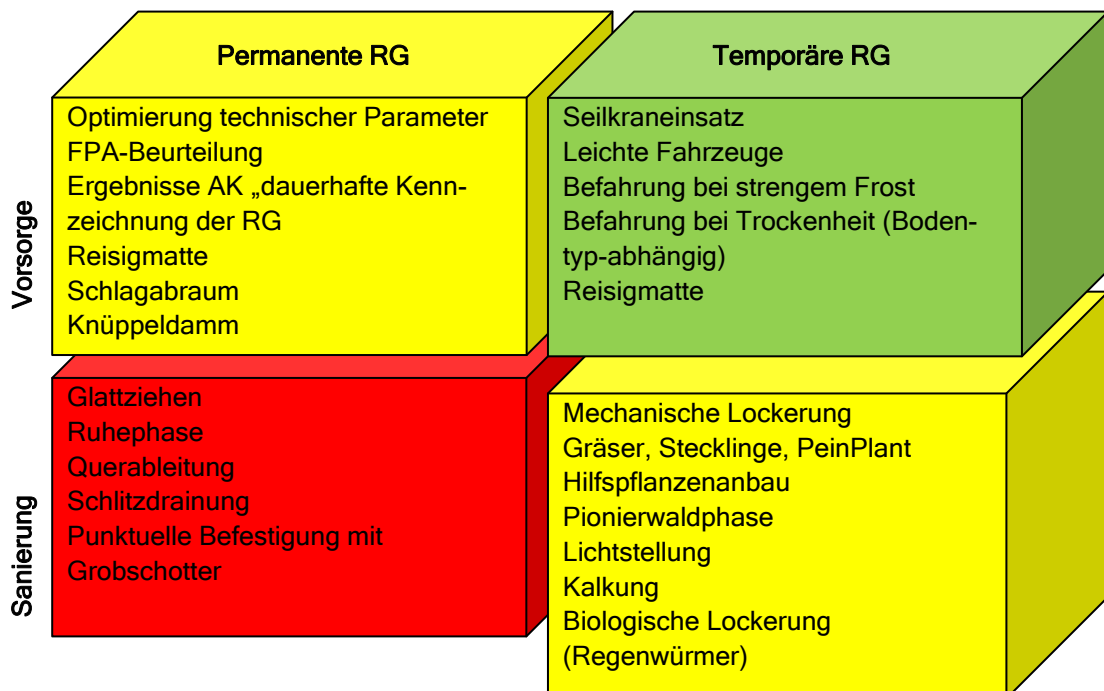 Permanente RG
Temporäre RG
Vorsorge
Optimierung technischer Parameter
FPA-Beurteilung
Ergebnisse AK „dauerhafte Kenn-
zeichnung der RG
Reisigmatte
Schlagabraum
Knüppeldamm
Seilkraneinsatz
Leichte Fahrzeuge
Befahrung bei strengem Frost
Befahrung bei Trockenheit (Boden-
typ-abhängig)
Reisigmatte
Sanierung
Glattziehen
Ruhephase
Querableitung
Schlitzdrainung
Punktuelle Befestigung mit
Grobschotter
Mechanische Lockerung
Gräser, Stecklinge, PeinPlant
Hilfspflanzenanbau
Pionierwaldphase
Lichtstellung
Kalkung
Biologische Lockerung
(Regenwürmer)